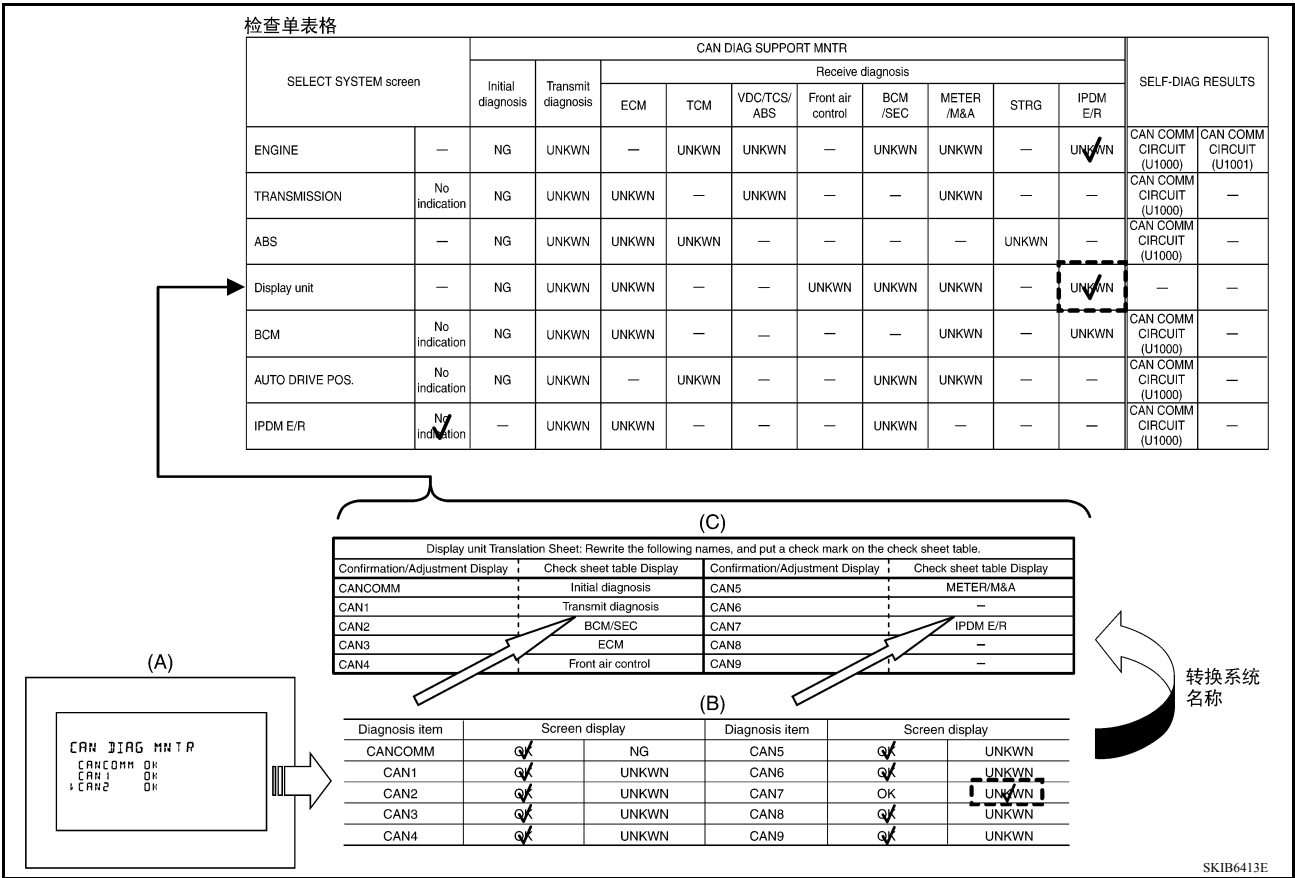 检查单表格
SELECT SYSTEM screen
CAN DIAG SUPPORT MNTR
SELF-DIAG RESULTS
Initial diagnosis
Transmit diagnosis
Receive diagnosis
ECM TCM VDC/TCS/ABS Front air control BCM /SEC METER /M&A STRG IPDM E/R
ENGINE — NG UNKWN — UNKWN UNKWN — UNKWN UNKWN — UNKWN CAN COMM CIRCUIT (U1000) CAN COMM CIRCUIT (U1001)
TRANSMISSION No indication NG UNKWN UNKWN — UNKWN — — UNKWN — — CAN COMM CIRCUIT (U1000) —
ABS — NG UNKWN UNKWN UNKWN — — — — UNKWN — CAN COMM CIRCUIT (U1000) —
Display unit — NG UNKWN UNKWN — — UNKWN UNKWN UNKWN — UNKWN — —
BCM No indication NG UNKWN UNKWN — — — — UNKWN — UNKWN CAN COMM CIRCUIT (U1000) —
AUTO DRIVE POS. No indication NG UNKWN — UNKWN — — UNKWN UNKWN — — CAN COMM CIRCUIT (U1000) —
IPDM E/R No indication — UNKWN UNKWN — — — UNKWN — — — CAN COMM CIRCUIT (U1000) —
(C)
Display unit Translation Sheet: Rewrite the following names, and put a check mark on the check sheet table.
Confirmation/Adjustment Display Check sheet table Display Confirmation/Adjustment Display Check sheet table Display
CANCOMM Initial diagnosis CAN5 METER/M&A
CAN1 Transmit diagnosis CAN6 —
CAN2 BCM/SEC CAN7 IPDM E/R
CAN3 ECM CAN8 —
CAN4 Front air control CAN9 —
转换系统
名称
(A)
CAN DIAG MNTR
CANCOMM OK
CAN1 OK
CAN2 OK
(B)
Diagnosis item Screen display Diagnosis item Screen display
CANCOMM OK NG CAN5 OK UNKWN
CAN1 OK UNKWN CAN6 OK UNKWN
CAN2 OK UNKWN CAN7 OK UNKWN
CAN3 OK UNKWN CAN8 OK UNKWN
CAN4 OK UNKWN CAN9 OK UNKWN
SKIB6413E